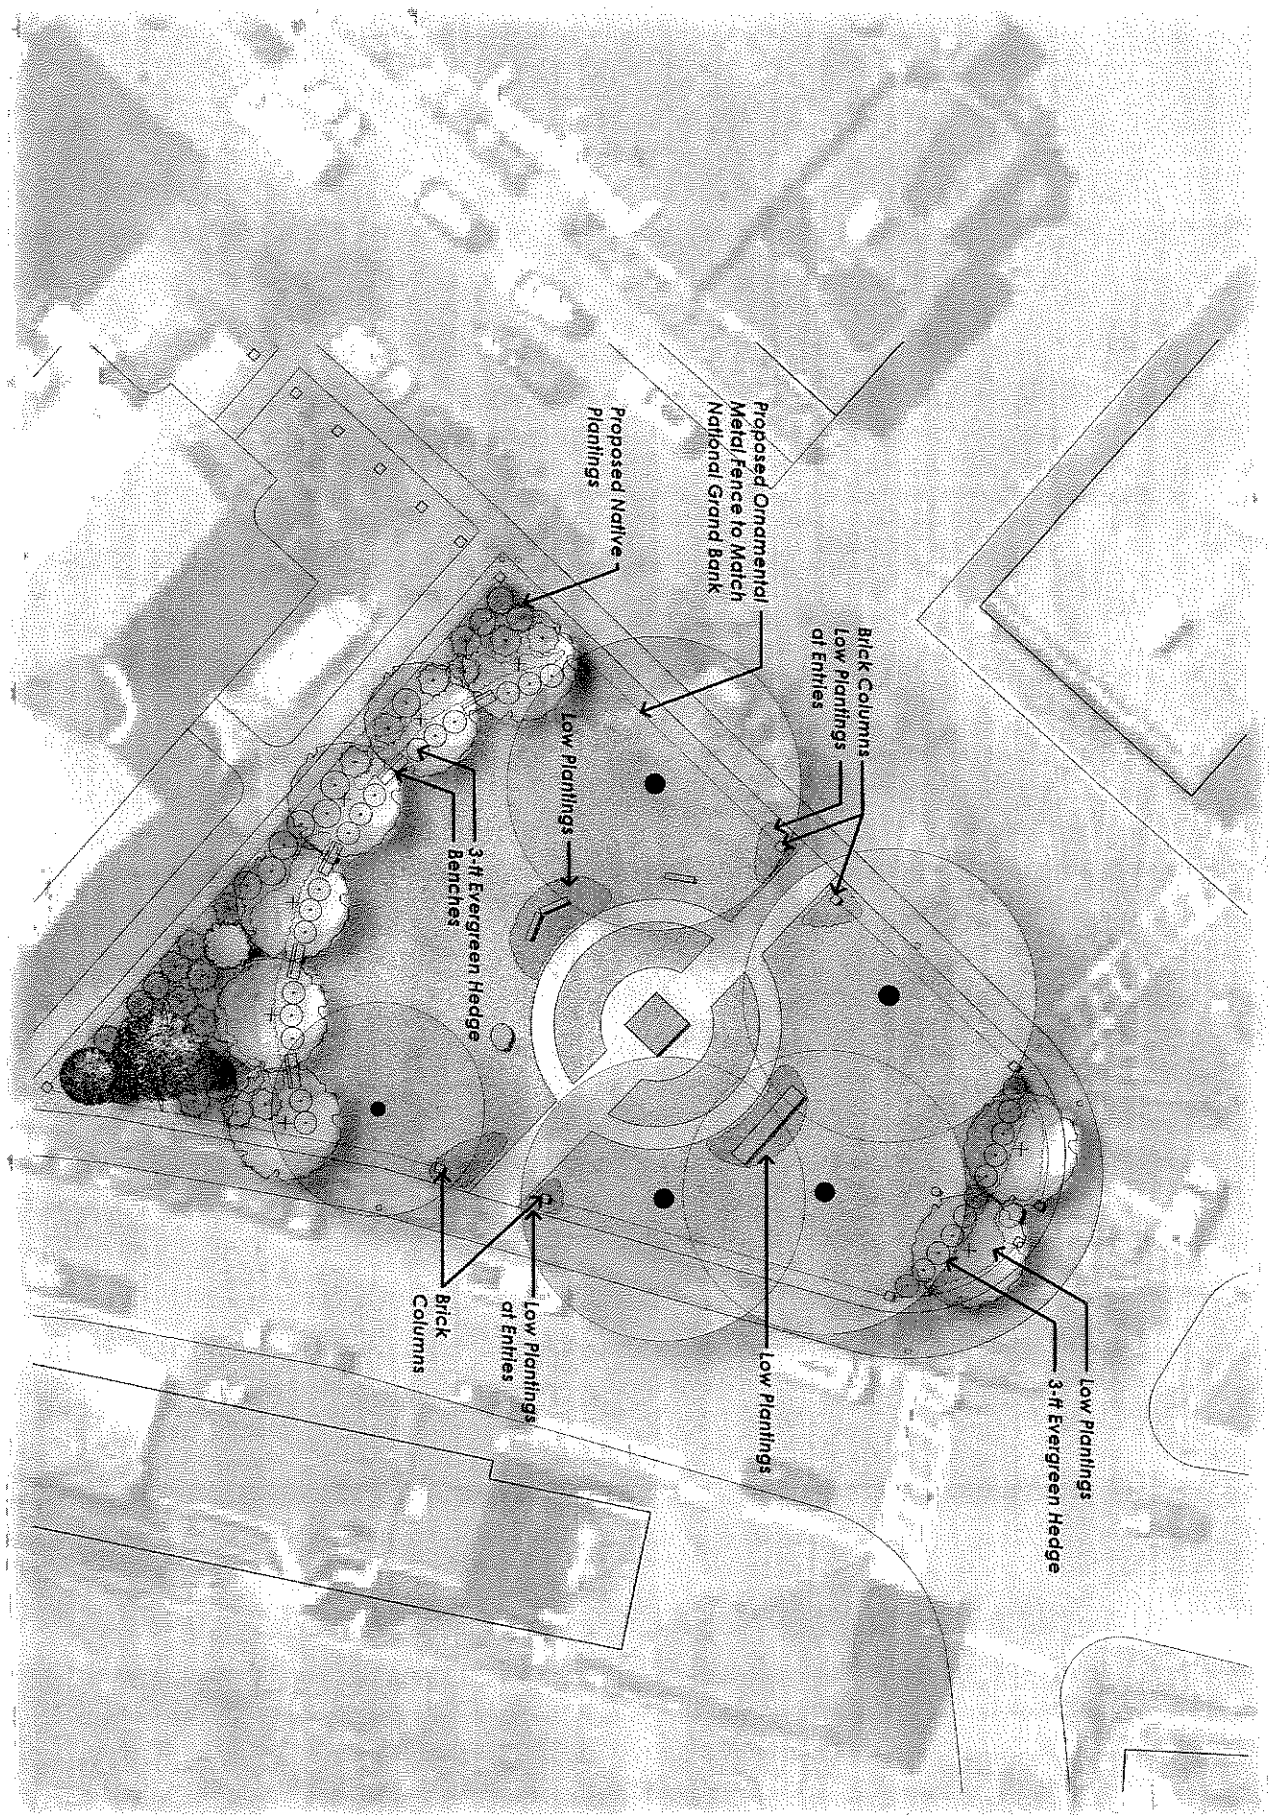 Low Plantings
3-ft Evergreen Hedge
Brick Columns
Low Plantings
at Entries
Proposed Ornamental
Metal Fence to Match
National Grand Bank
Low Plantings
Proposed Native
Plantings
Low Plantings
Low Plantings
at Entries
3-ft Evergreen Hedge
Benches
Brick
Columns